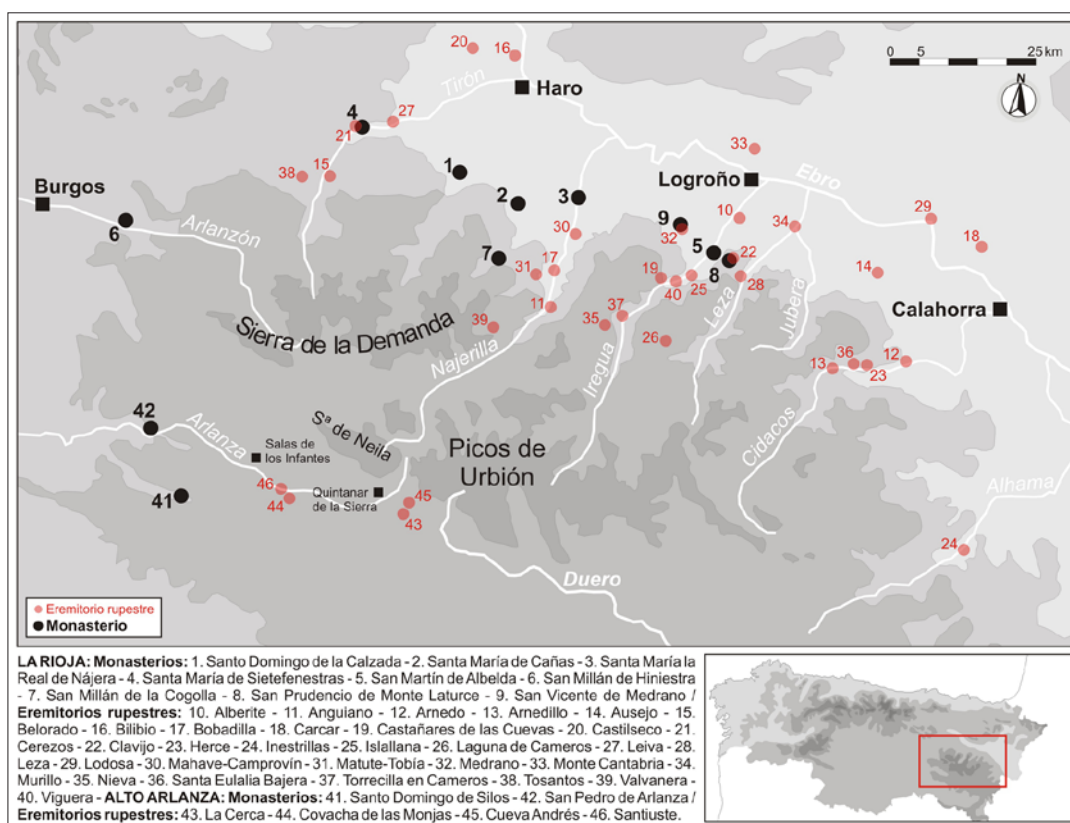 20
16
0 5 25 km
N
Tirón
Haro
4
27
21
33
38
15
1
Logroño
Ebro
Burgos
2
3
10
29
6
Arlanzón
9
34
30
32
18
5
22
7
8
14
31
17
19
40
25
28
Leza
Jubera
Calahorra
11
37
Sierra de la Demanda
39
35
26
Najerilla
Iregua
12
13
36
23
42
Arlanza
Sª de Neila
Cidacos
Salas de
los Infantes
Picos de
Urbión
46
41
44
Quintanar
de la Sierra
45
43
Alhama
24
Duero
Eremitorio rupestre
Monasterio
LA RIOJA: Monasterios: 1. Santo Domingo de la Calzada - 2. Santa María de Cañas - 3. Santa María la
Real de Nájera - 4. Santa María de Sietefenestras - 5. San Martín de Albelda - 6. San Millán de Hiniestra
- 7. San Millán de la Cogolla - 8. San Prudencio de Monte Laturce - 9. San Vicente de Medrano /
Eremitorios rupestres: 10. Alberite - 11. Anguiano - 12. Arnedo - 13. Arnedillo - 14. Ausejo - 15.
Belorado - 16. Bilibio - 17. Bobadilla - 18. Carcar - 19. Castañares de las Cuevas - 20. Castilseco - 21.
Cerezos - 22. Clavijo - 23. Herce - 24. Inestrillas - 25. Islallana - 26. Laguna de Cameros - 27. Leiva - 28.
Leza - 29. Lodosa - 30. Mahave-Camprovín - 31. Matute-Tobía - 32. Medrano - 33. Monte Cantabria - 34.
Murillo - 35. Nieva - 36. Santa Eulalia Bajera - 37. Torrecilla en Cameros - 38. Tosantos - 39. Valvanera -
40. Viguera - ALTO ARLANZA: Monasterios: 41. Santo Domingo de Silos - 42. San Pedro de Arlanza /
Eremitorios rupestres: 43. La Cerca - 44. Covacha de las Monjas - 45. Cueva Andrés - 46. Santiuste.